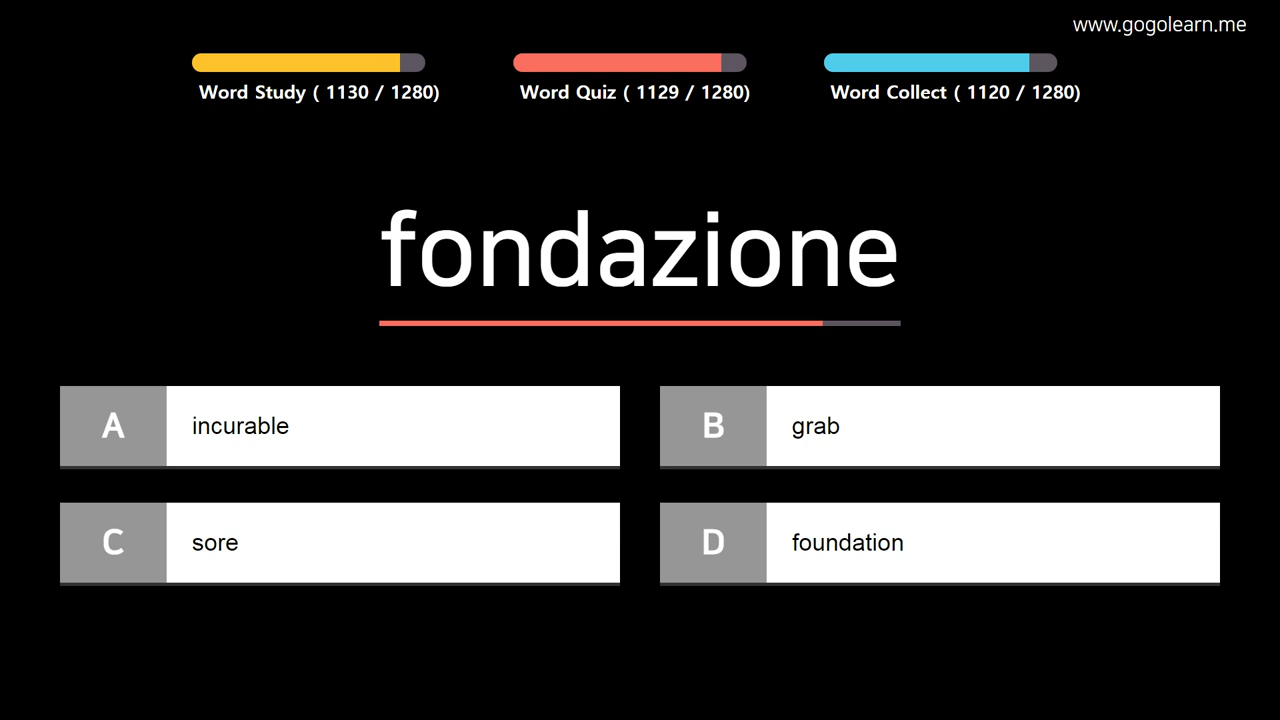 www.gogolearn.me
Word Study ( 1130 / 1280)
Word Quiz ( 1129 / 1280)
Word Collect ( 1120 / 1280)
fondazione
A incurable
B grab
C sore
D foundation